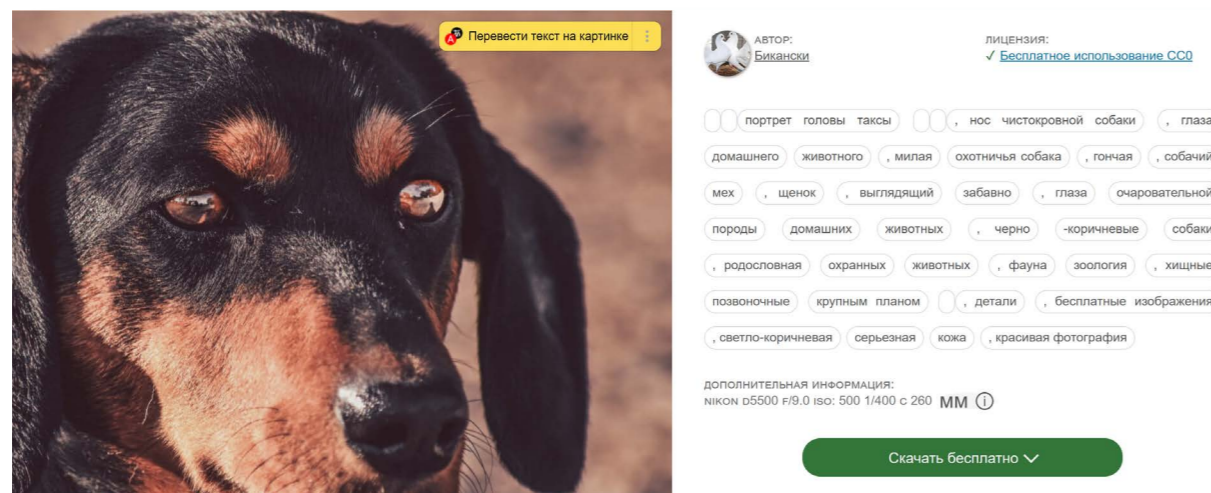 Перевести текст на картинке
АВТОР:
Бикански
ЛИЦЕНЗИЯ:
✓ Бесплатное использование CC0
портрет головы таксы , нос чистокровной собаки , глаза
домашнего животного , милая охотничья собака , гончая , собачий
мех , щенок , выглядящий забавно , глаза очаровательной
породы домашних животных , черно -коричневые собаки
, родословная охранных животных , фауна зоология , хищные
позвоночные крупным планом , детали , бесплатные изображения
, светло-коричневая серьезная кожа , красивая фотография
ДОПОЛНИТЕЛЬНАЯ ИНФОРМАЦИЯ:
NIKON D5500 F/9.0 ISO: 500 1/400 С 260 ММ
Скачать бесплатно